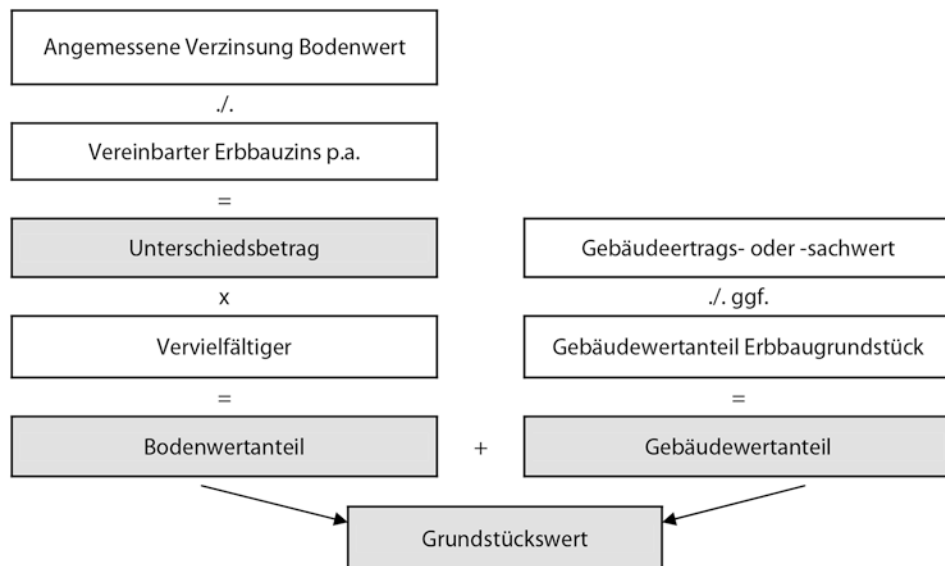 Angemessene Verzinsung Bodenwert
./.
Vereinbarter Erbbauzins p.a.
=
Unterschiedsbetrag
x
Vervielfältiger
=
Bodenwertanteil
+
Gebäudeertrags- oder -sachwert
./. ggf.
Gebäudewertanteil Erbbaugrundstück
=
Gebäudewertanteil
Grundstückswert